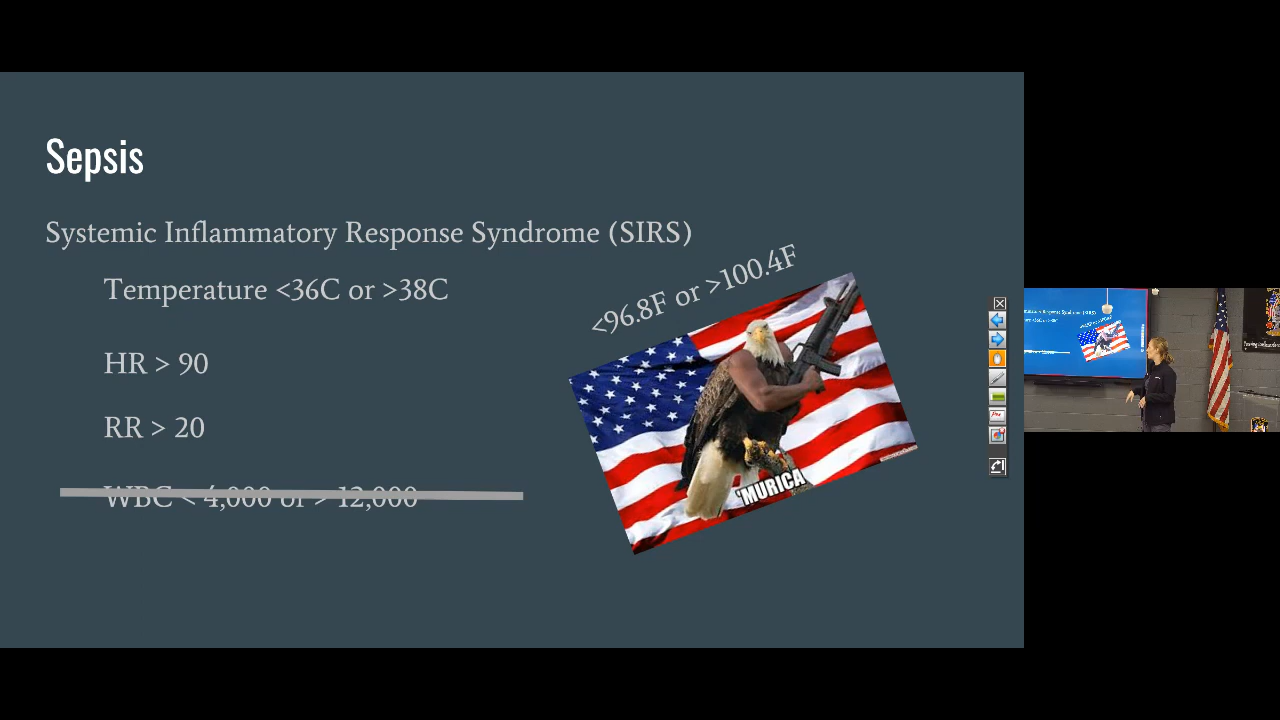 Sepsis
Systemic Inflammatory Response Syndrome (SIRS)
Temperature <36C or >38C
<96.8F or >100.4F
HR > 90
RR > 20
WBC < 4,000 or > 12,000
'MURICA